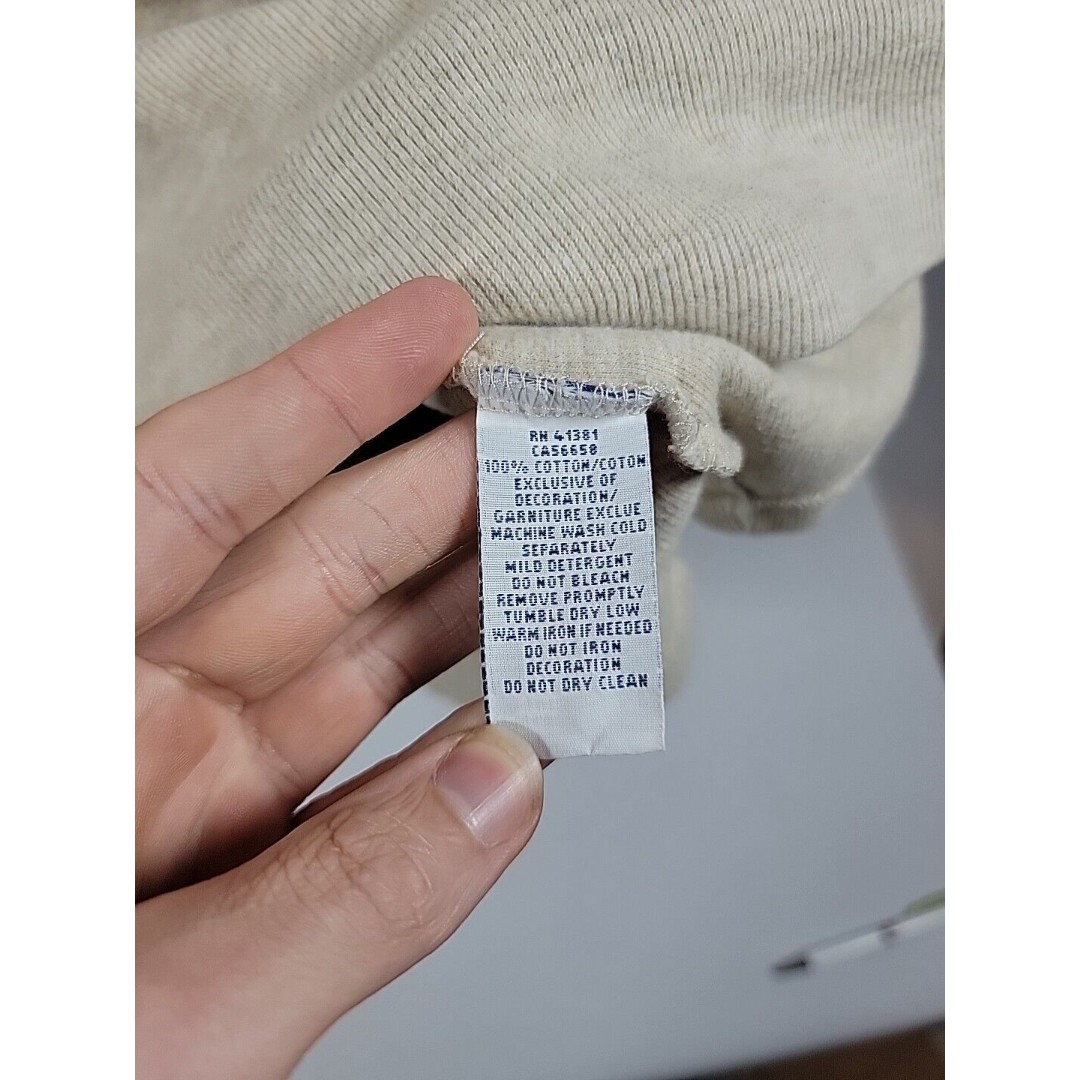 RN 41381
CA56658
100% COTTON/COTON
EXCLUSIVE OF
DECORATION/
GARNITURE EXCLUE
MACHINE WASH COLD
SEPARATELY
MILD DETERGENT
DO NOT BLEACH
REMOVE PROMPTLY
TUMBLE DRY LOW
WARM IRON IF NEEDED
DO NOT IRON
DECORATION
DO NOT DRY CLEAN